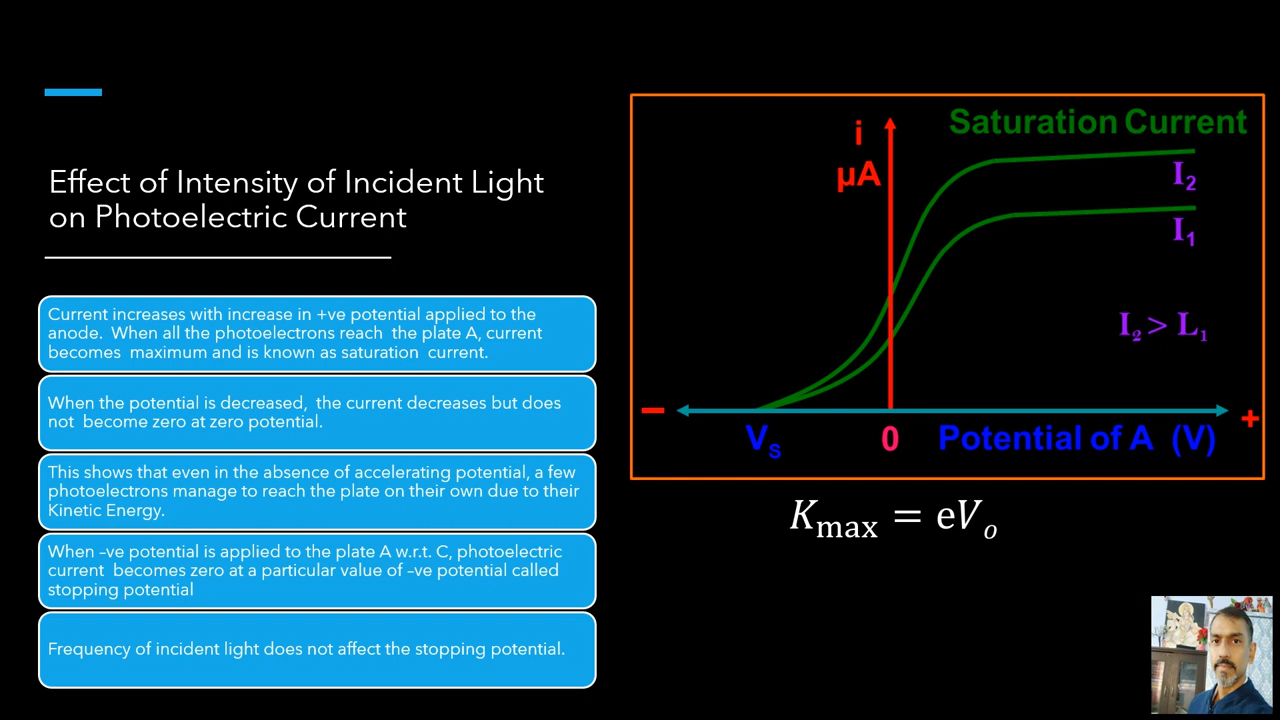 Effect of Intensity of Incident Light
on Photoelectric Current
Current increases with increase in +ve potential applied to the
anode. When all the photoelectrons reach the plate A, current
becomes maximum and is known as saturation current.
When the potential is decreased, the current decreases but does
not become zero at zero potential.
This shows that even in the absence of accelerating potential, a few
photoelectrons manage to reach the plate on their own due to their
Kinetic Energy.
When –ve potential is applied to the plate A w.r.t. C, photoelectric
current becomes zero at a particular value of –ve potential called
stopping potential
Frequency of incident light does not affect the stopping potential.
Saturation Current
i
µA
I₂
I₁
I₂ > L₁
– +
Vₛ 0 Potential of A (V)
Kmax = eVₒ